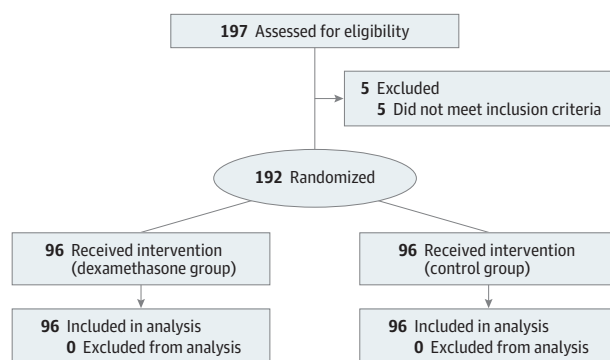 197 Assessed for eligibility
5 Excluded
5 Did not meet inclusion criteria
192 Randomized
96 Received intervention
(dexamethasone group)
96 Received intervention
(control group)
96 Included in analysis
0 Excluded from analysis
96 Included in analysis
0 Excluded from analysis